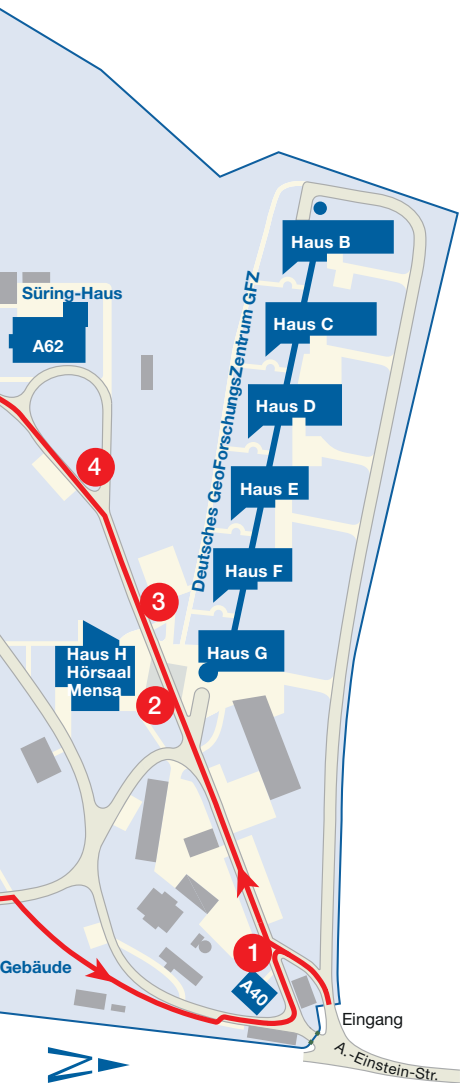 Haus B
Süring-Haus
Haus C
A62
Deutsches GeoForschungsZentrum GFZ
Haus D
4
Haus E
Haus F
3
Haus G
Haus H
Hörsaal
Mensa
2
1
Gebäude
A40
Eingang
A.-Einstein-Str.
N